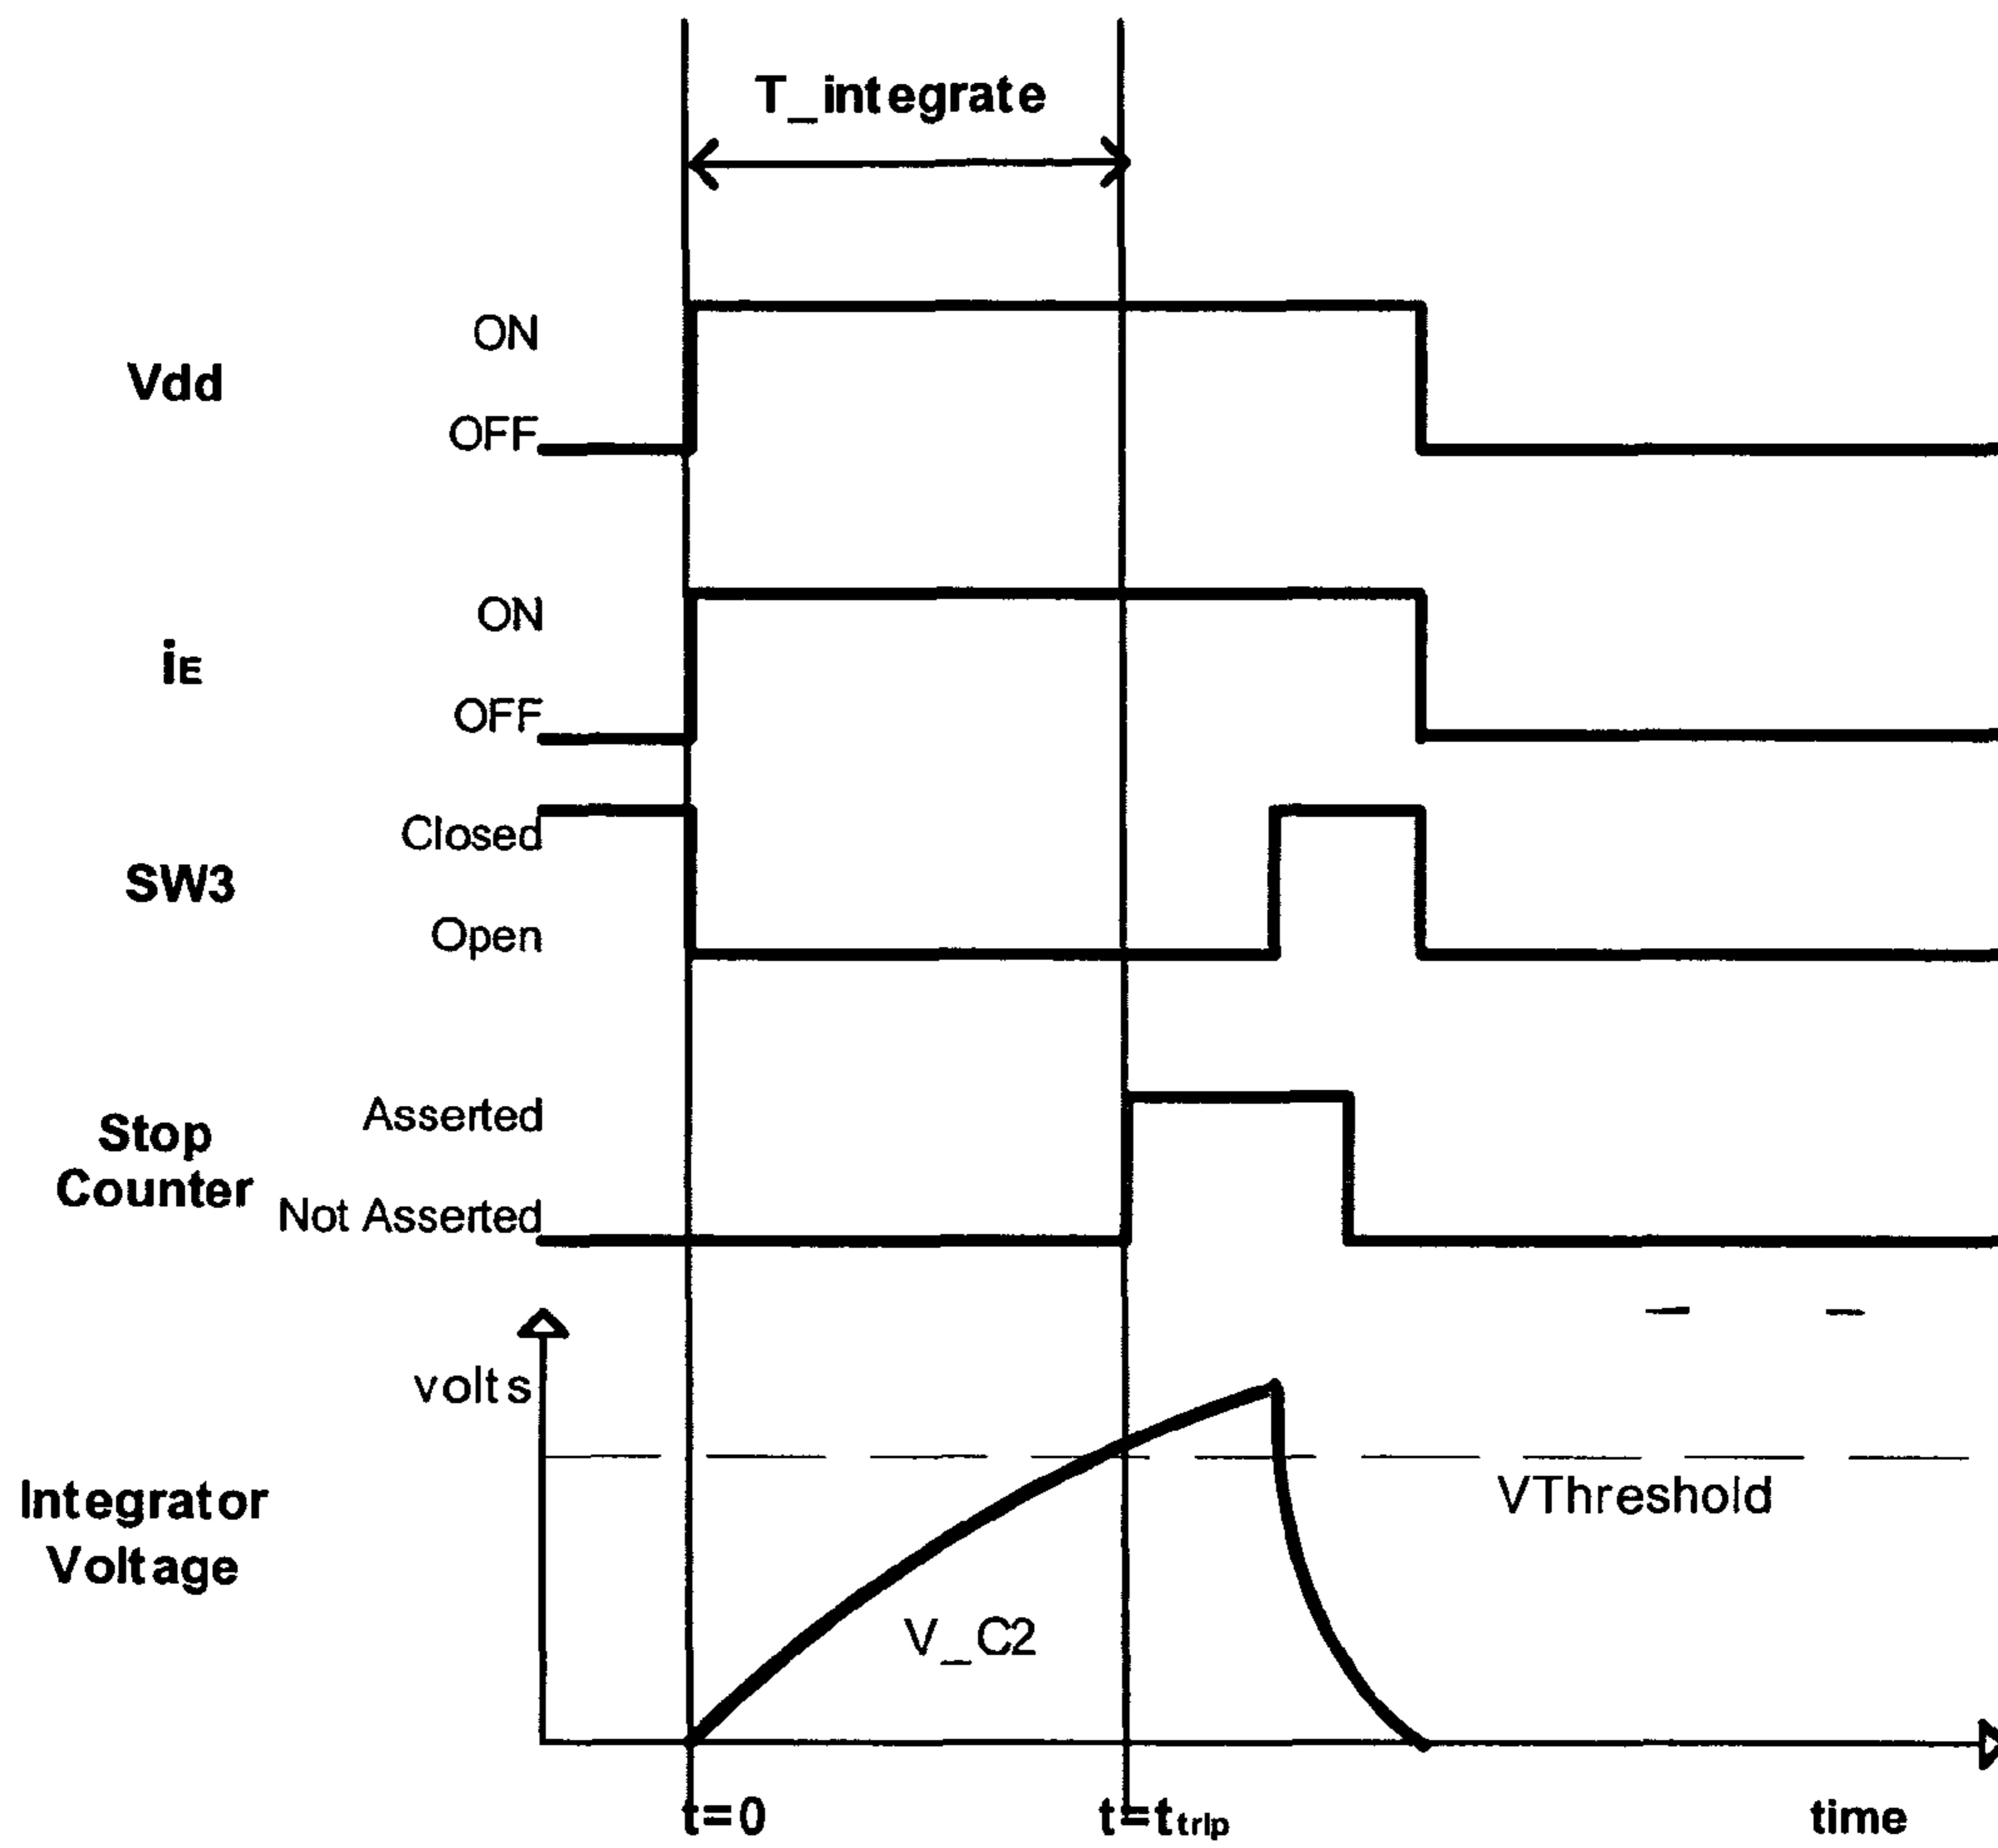 T_integrate
ON
Vdd
OFF
ON
iE
OFF
Closed
SW3
Open
Asserted
Stop
Counter
Not Asserted
volts
VThreshold
Integrator
Voltage
V_C2
t=0
t=ttrip
time